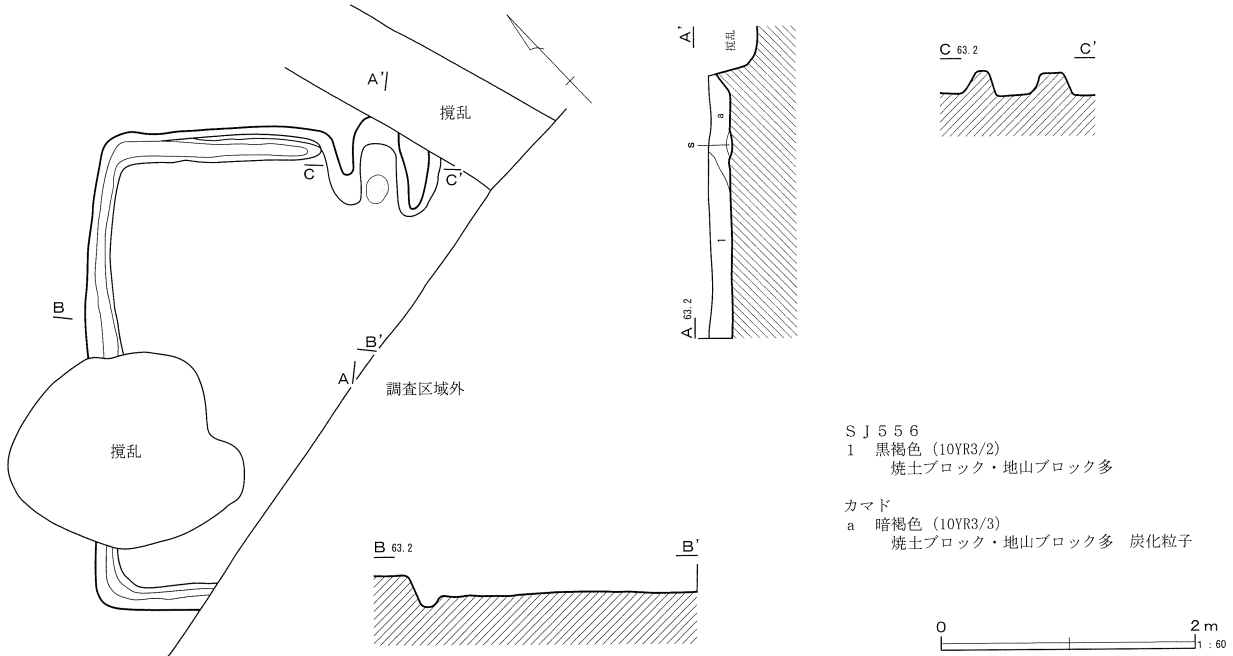 A'
撹乱
C
C'
B
B'
A
調査区域外
撹乱
A'
撹乱
a
s
1
A 63.2
C 63.2
C'
B 63.2
B'
SJ556
1 黒褐色 (10YR3/2)
焼土ブロック・地山ブロック多
カマド
a 暗褐色 (10YR3/3)
焼土ブロック・地山ブロック多 炭化粒子
0
2m
1:60